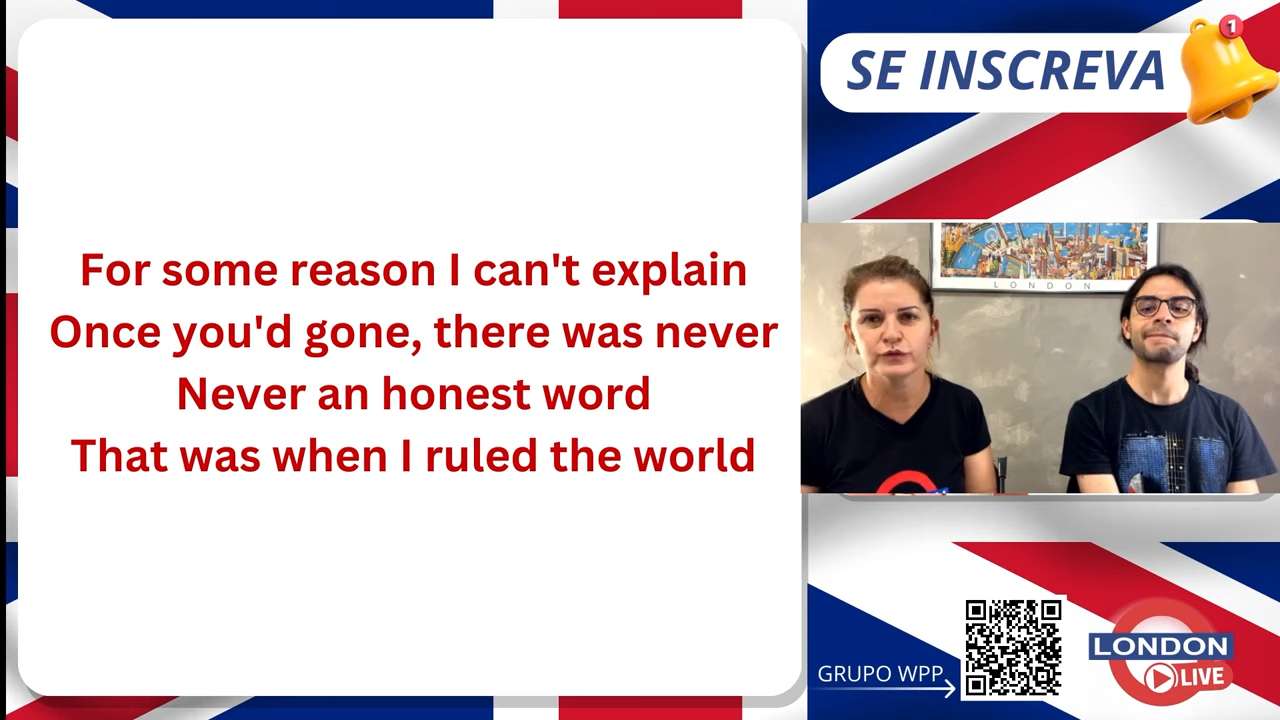 For some reason I can't explain
Once you'd gone, there was never
Never an honest word
That was when I ruled the world
SE INSCREVA
1
LONDON
GRUPO WPP
LONDON
LIVE